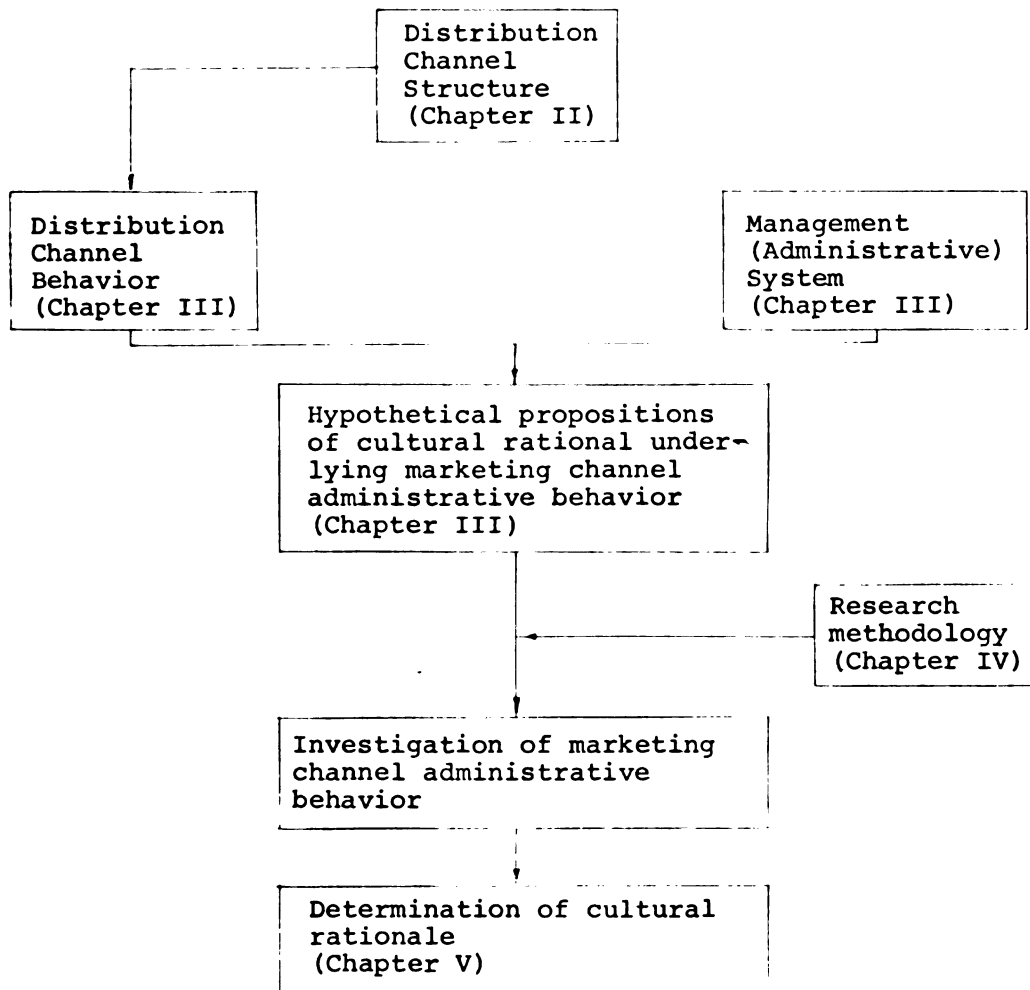 Distribution
Channel
Structure
(Chapter II)
Distribution
Channel
Behavior
(Chapter III)
Management
(Administrative)
System
(Chapter III)
Hypothetical propositions
of cultural rational under-
lying marketing channel
administrative behavior
(Chapter III)
Research
methodology
(Chapter IV)
Investigation of marketing
channel administrative
behavior
Determination of cultural
rationale
(Chapter V)